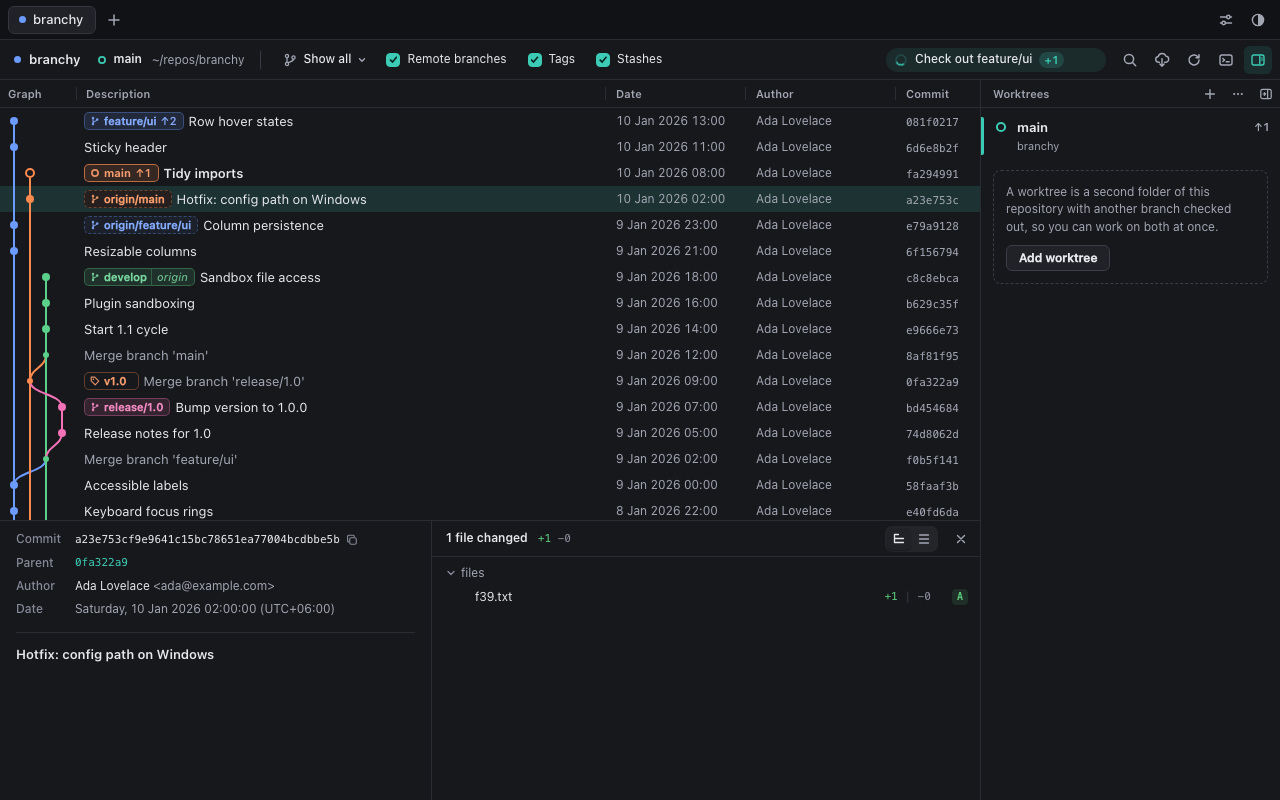 branchy
branchy main ~/repos/branchy Show all Remote branches Tags Stashes Check out feature/ui +1
Graph Description Date Author Commit Worktrees
feature/ui ↑2 Row hover states 10 Jan 2026 13:00 Ada Lovelace 081f0217
Sticky header 10 Jan 2026 11:00 Ada Lovelace 6d6e8b2f
main ↑1 Tidy imports 10 Jan 2026 08:00 Ada Lovelace fa294991
origin/main Hotfix: config path on Windows 10 Jan 2026 02:00 Ada Lovelace a23e753c
origin/feature/ui Column persistence 9 Jan 2026 23:00 Ada Lovelace e79a9128
Resizable columns 9 Jan 2026 21:00 Ada Lovelace 6f156794
develop origin Sandbox file access 9 Jan 2026 18:00 Ada Lovelace c8c8ebca
Plugin sandboxing 9 Jan 2026 16:00 Ada Lovelace b629c35f
Start 1.1 cycle 9 Jan 2026 14:00 Ada Lovelace e9666e73
Merge branch 'main' 9 Jan 2026 12:00 Ada Lovelace 8af81f95
v1.0 Merge branch 'release/1.0' 9 Jan 2026 09:00 Ada Lovelace 0fa322a9
release/1.0 Bump version to 1.0.0 9 Jan 2026 07:00 Ada Lovelace bd454684
Release notes for 1.0 9 Jan 2026 05:00 Ada Lovelace 74d8062d
Merge branch 'feature/ui' 9 Jan 2026 02:00 Ada Lovelace f0b5f141
Accessible labels 9 Jan 2026 00:00 Ada Lovelace 58faaf3b
Keyboard focus rings 8 Jan 2026 22:00 Ada Lovelace e40fd6da
main ↑1
branchy
A worktree is a second folder of this
repository with another branch checked
out, so you can work on both at once.
Add worktree
Commit a23e753cf9e9641c15bc78651ea77004bcdbbe5b
Parent 0fa322a9
Author Ada Lovelace <ada@example.com>
Date Saturday, 10 Jan 2026 02:00:00 (UTC+06:00)
Hotfix: config path on Windows
1 file changed +1 −0
files
f39.txt +1 | −0 A